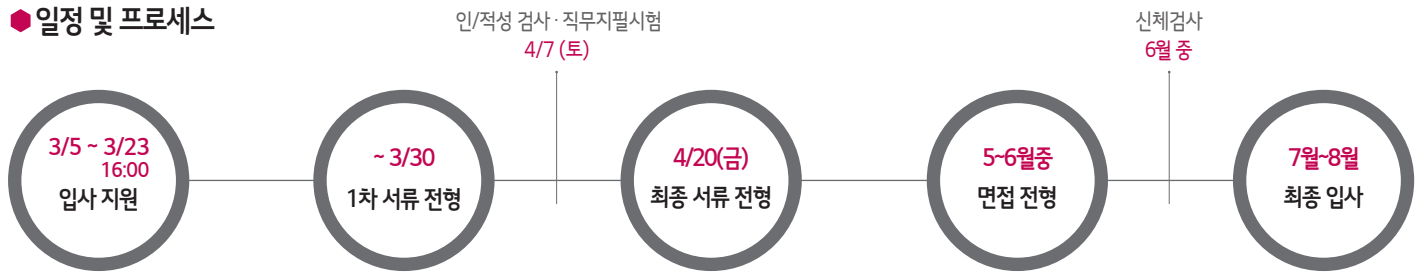 일정 및 프로세스
인/적성 검사 · 직무지필시험
4/7 (토)
신체검사
6월 중
3/5 ~ 3/23
16:00
입사 지원
~ 3/30
1차 서류 전형
4/20(금)
최종 서류 전형
5~6월중
면접 전형
7월~8월
최종 입사